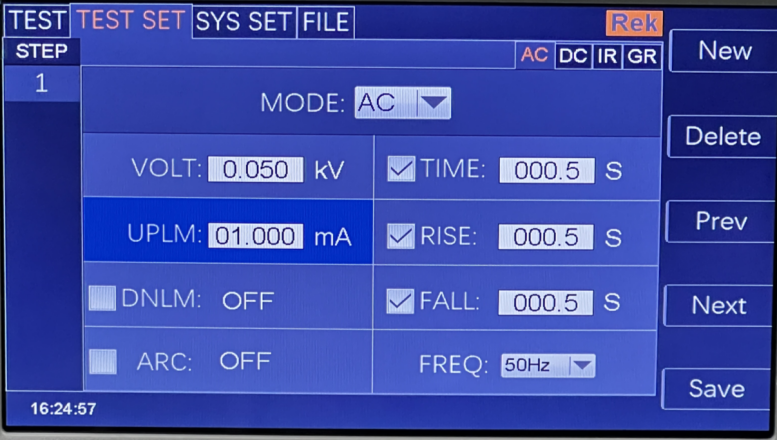 TEST TEST SET SYS SET FILE Rek
STEP AC DC IR GR New
1
MODE: AC
Delete
VOLT: 0.050 kV TIME: 000.5 S
UPLM: 01.000 mA RISE: 000.5 S Prev
DNLM: OFF FALL: 000.5 S Next
ARC: OFF FREQ: 50Hz
Save
16:24:57